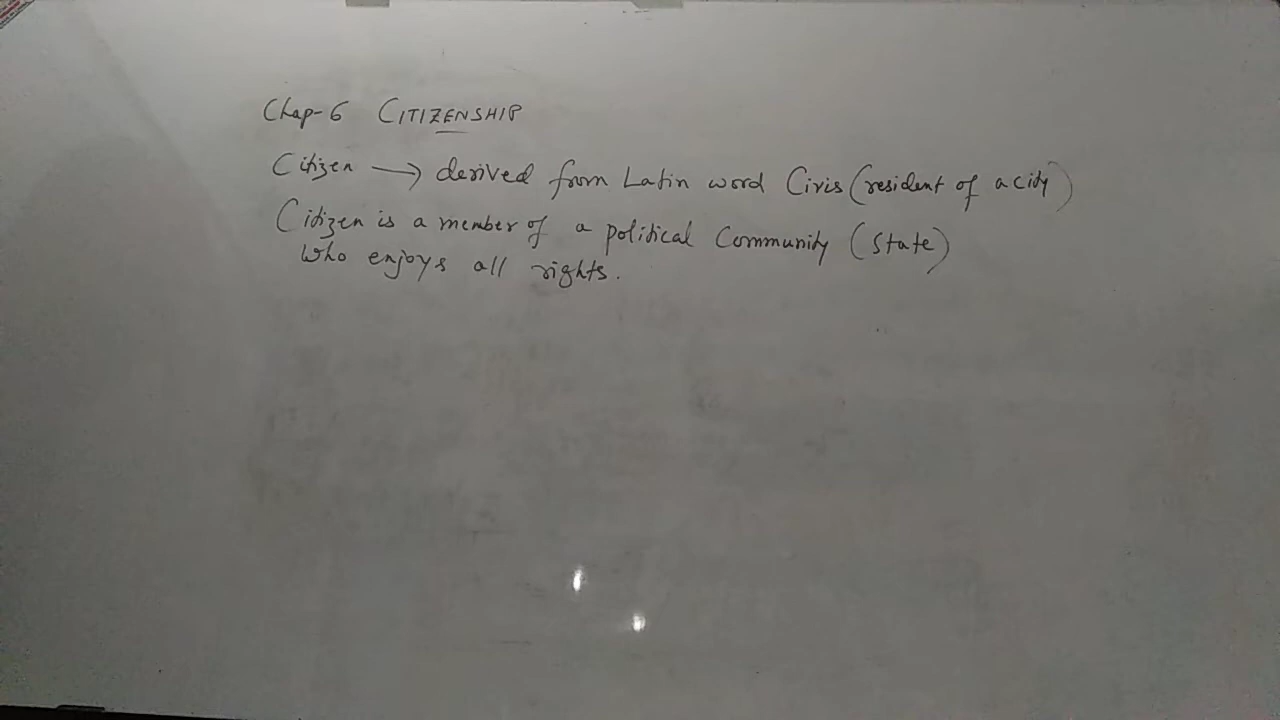 Chap-6 CITIZENSHIP
Citizen → derived from Latin word Civis (resident of a city)
Citizen is a member of a political Community (State)
who enjoys all rights.